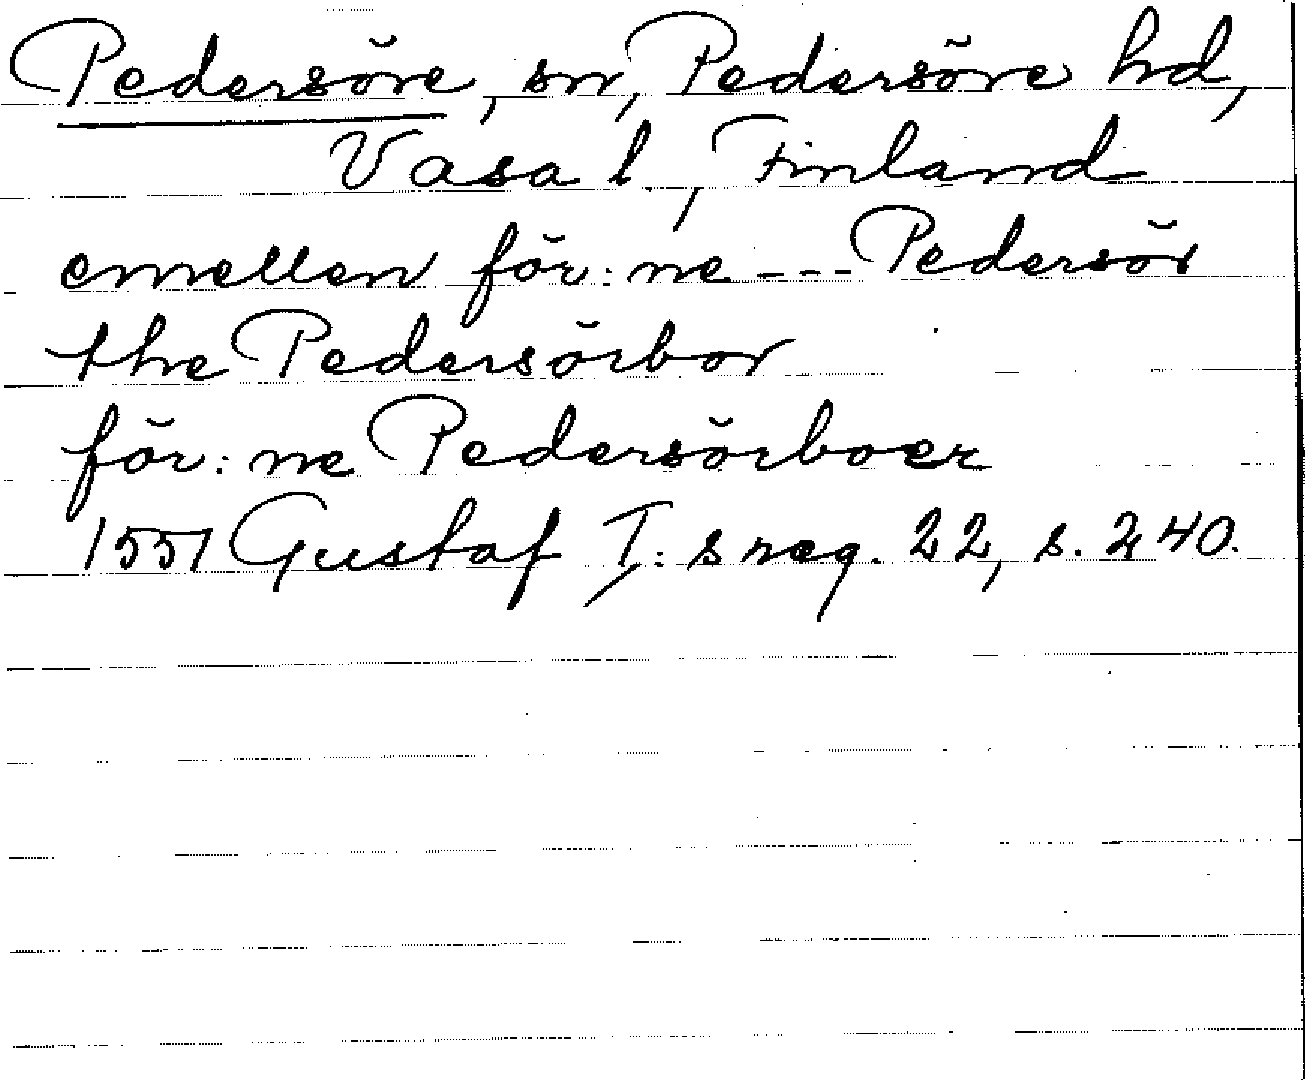 Pedersöre, sn, Pedersöre hd,
Vasa l., Finland
emellen för:ne --- Pedersör
the Pedersörbor
för:ne Pedersörboer
1551 Gustaf I:s reg. 22, s. 240.